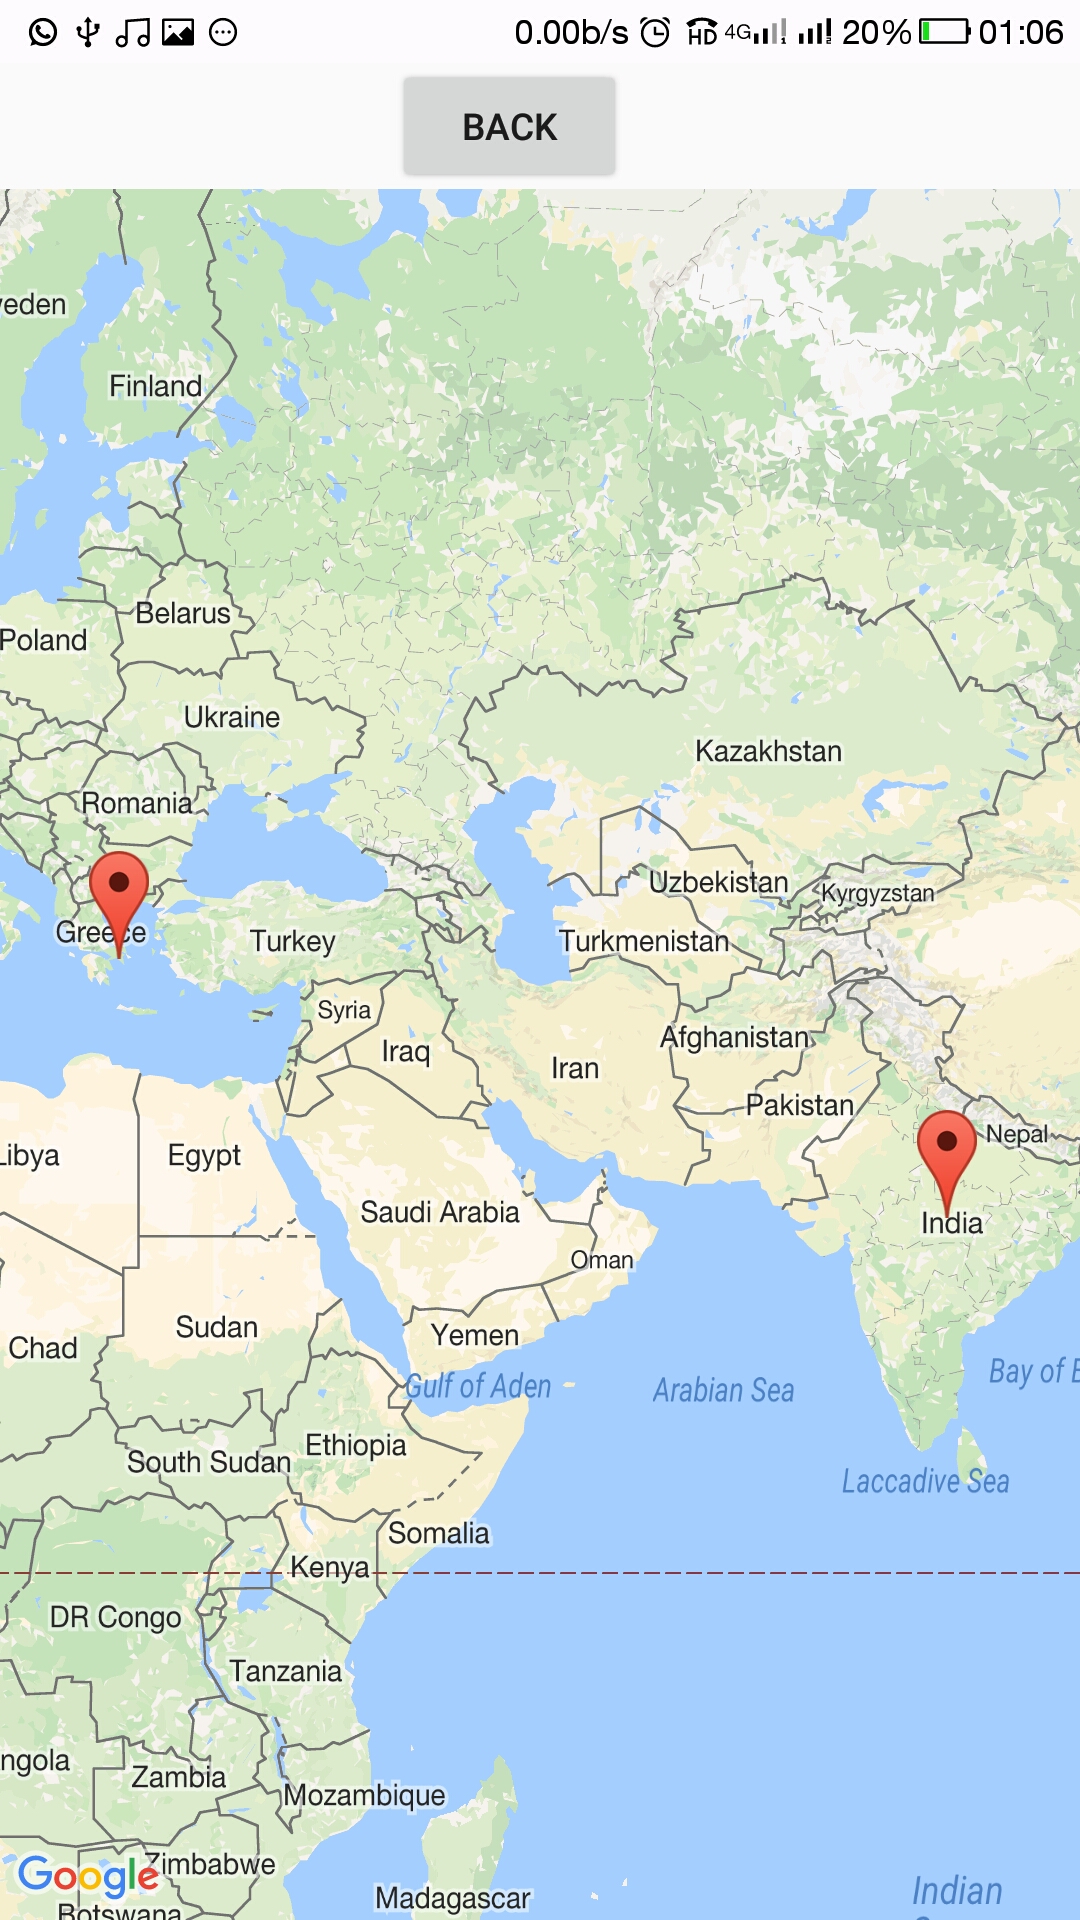 0.00b/s HD 4G 20% 01:06
BACK
eden
Finland
Belarus
Poland
Ukraine
Kazakhstan
Romania
Uzbekistan
Kyrgyzstan
Greece
Turkey
Turkmenistan
Syria
Afghanistan
Iraq
Iran
Pakistan
Nepal
Libya
Egypt
Saudi Arabia
India
Oman
Sudan
Yemen
Chad
Bay of B
Gulf of Aden
Arabian Sea
Ethiopia
South Sudan
Laccadive Sea
Somalia
Kenya
DR Congo
Tanzania
ngola
Zambia
Mozambique
Zimbabwe
Google
Indian
Madagascar
Botswana